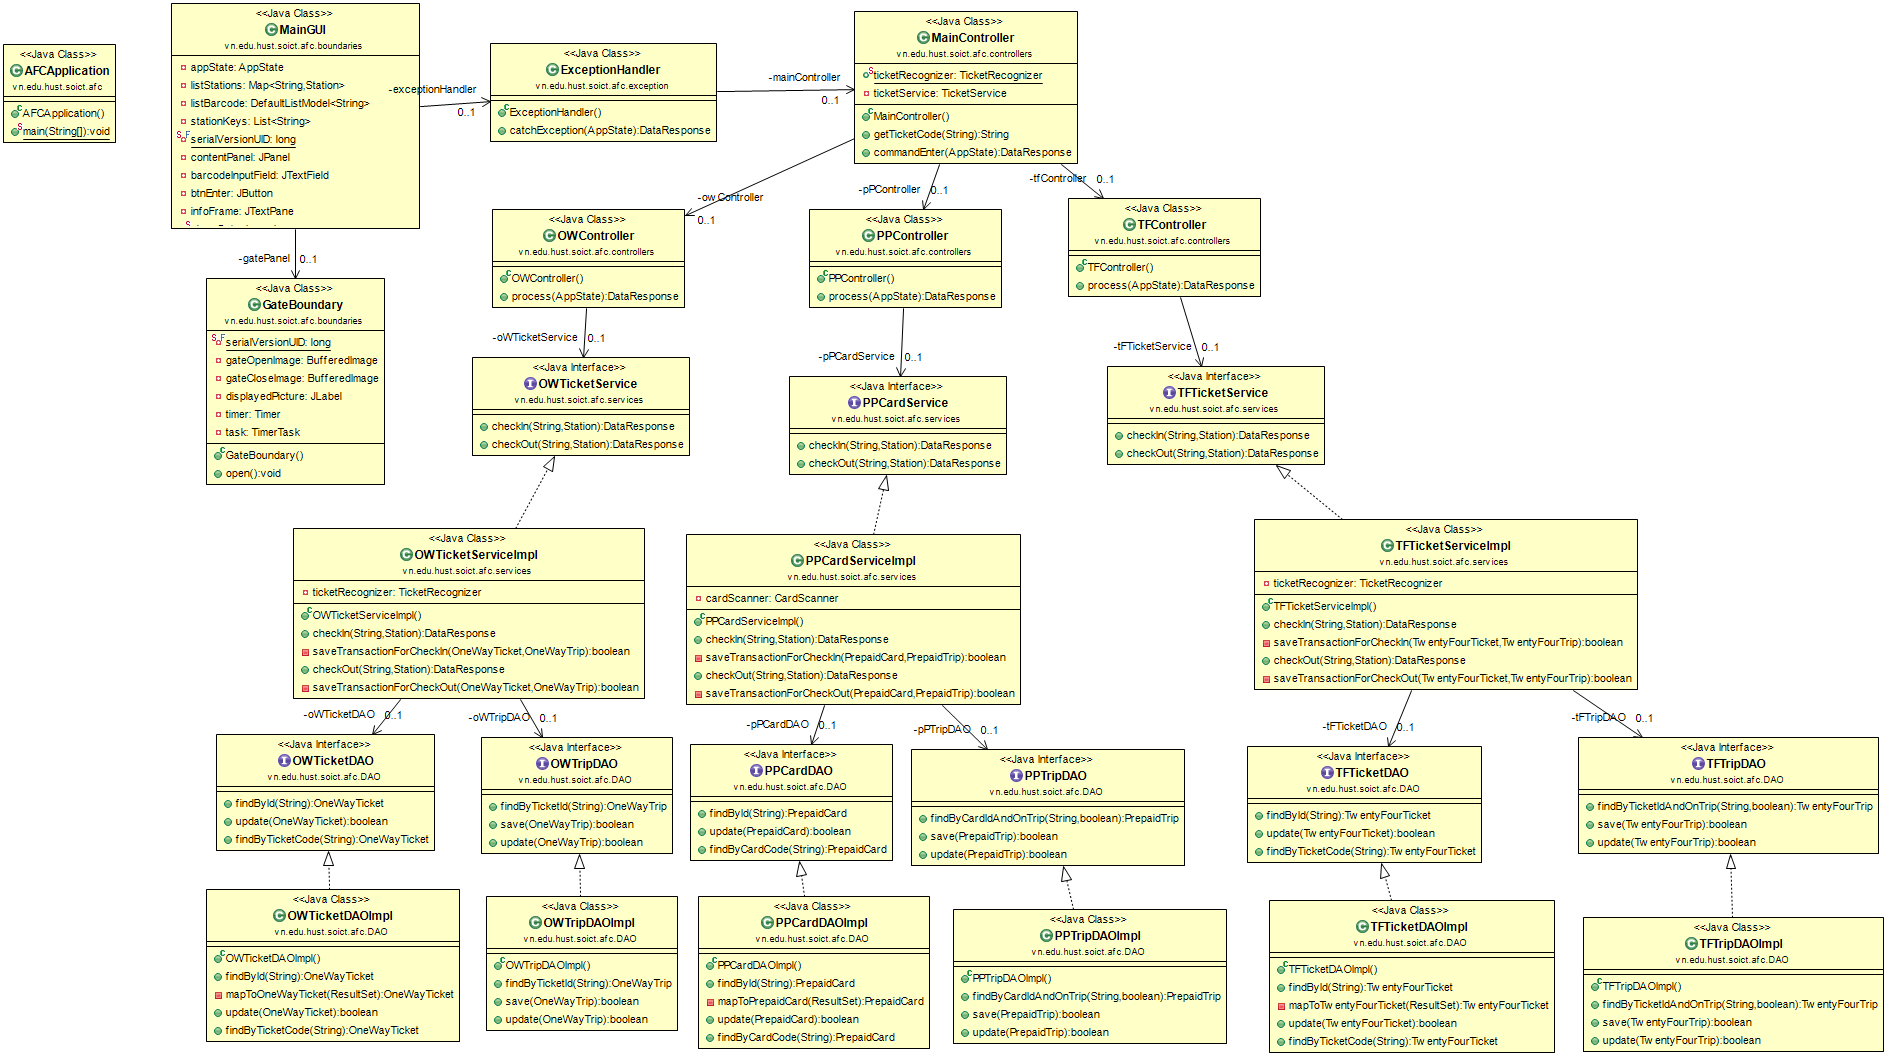 <<Java Class>>
AFCApplication
vn.edu.hust.soict.afc
AFCApplication()
main(String[]):void
<<Java Class>>
MainGUI
vn.edu.hust.soict.afc.boundaries
appState: AppState
listStations: Map<String,Station>
listBarcode: DefaultListModel<String>
stationKeys: List<String>
serialVersionUID: long
contentPanel: JPanel
barcodeInputField: JTextField
btnEnter: JButton
infoFrame: JTextPane
-exceptionHandler
0..1
<<Java Class>>
ExceptionHandler
vn.edu.hust.soict.afc.exception
ExceptionHandler()
catchException(AppState):DataResponse
-mainController
0..1
<<Java Class>>
MainController
vn.edu.hust.soict.afc.controllers
ticketRecognizer: TicketRecognizer
ticketService: TicketService
MainController()
getTicketCode(String):String
commandEnter(AppState):DataResponse
-gatePanel
0..1
<<Java Class>>
GateBoundary
vn.edu.hust.soict.afc.boundaries
serialVersionUID: long
gateOpenImage: BufferedImage
gateCloseImage: BufferedImage
displayedPicture: JLabel
timer: Timer
task: TimerTask
GateBoundary()
open():void
-owController
0..1
-pPController
0..1
-tfController
0..1
<<Java Class>>
OWController
vn.edu.hust.soict.afc.controllers
OWController()
process(AppState):DataResponse
<<Java Class>>
PPController
vn.edu.hust.soict.afc.controllers
PPController()
process(AppState):DataResponse
<<Java Class>>
TFController
vn.edu.hust.soict.afc.controllers
TFController()
process(AppState):DataResponse
-oWTicketService
0..1
-pPCardService
0..1
-tFTicketService
0..1
<<Java Interface>>
OWTicketService
vn.edu.hust.soict.afc.services
checkIn(String,Station):DataResponse
checkOut(String,Station):DataResponse
<<Java Interface>>
PPCardService
vn.edu.hust.soict.afc.services
checkIn(String,Station):DataResponse
checkOut(String,Station):DataResponse
<<Java Interface>>
TFTicketService
vn.edu.hust.soict.afc.services
checkIn(String,Station):DataResponse
checkOut(String,Station):DataResponse
<<Java Class>>
OWTicketServiceImpl
vn.edu.hust.soict.afc.services
ticketRecognizer: TicketRecognizer
OWTicketServiceImpl()
checkIn(String,Station):DataResponse
saveTransactionForCheckIn(OneWayTicket,OneWayTrip):boolean
checkOut(String,Station):DataResponse
saveTransactionForCheckOut(OneWayTicket,OneWayTrip):boolean
<<Java Class>>
PPCardServiceImpl
vn.edu.hust.soict.afc.services
cardScanner: CardScanner
PPCardServiceImpl()
checkIn(String,Station):DataResponse
saveTransactionForCheckIn(PrepaidCard,PrepaidTrip):boolean
checkOut(String,Station):DataResponse
saveTransactionForCheckOut(PrepaidCard,PrepaidTrip):boolean
<<Java Class>>
TFTicketServiceImpl
vn.edu.hust.soict.afc.services
ticketRecognizer: TicketRecognizer
TFTicketServiceImpl()
checkIn(String,Station):DataResponse
saveTransactionForCheckIn(TwentyFourTicket,TwentyFourTrip):boolean
checkOut(String,Station):DataResponse
saveTransactionForCheckOut(TwentyFourTicket,TwentyFourTrip):boolean
-oWTicketDAO
0..1
-oWTripDAO
0..1
-pPCardDAO
0..1
-pPTripDAO
0..1
-tFTicketDAO
0..1
-tFTripDAO
0..1
<<Java Interface>>
OWTicketDAO
vn.edu.hust.soict.afc.DAO
findById(String):OneWayTicket
update(OneWayTicket):boolean
findByTicketCode(String):OneWayTicket
<<Java Interface>>
OWTripDAO
vn.edu.hust.soict.afc.DAO
findByTicketId(String):OneWayTrip
save(OneWayTrip):boolean
update(OneWayTrip):boolean
<<Java Interface>>
PPCardDAO
vn.edu.hust.soict.afc.DAO
findById(String):PrepaidCard
update(PrepaidCard):boolean
findByCardCode(String):PrepaidCard
<<Java Interface>>
PPTripDAO
vn.edu.hust.soict.afc.DAO
findByCardIdAndOnTrip(String,boolean):PrepaidTrip
save(PrepaidTrip):boolean
update(PrepaidTrip):boolean
<<Java Interface>>
TFTicketDAO
vn.edu.hust.soict.afc.DAO
findById(String):TwentyFourTicket
update(TwentyFourTicket):boolean
findByTicketCode(String):TwentyFourTicket
<<Java Interface>>
TFTripDAO
vn.edu.hust.soict.afc.DAO
findByTicketIdAndOnTrip(String,boolean):TwentyFourTrip
save(TwentyFourTrip):boolean
update(TwentyFourTrip):boolean
<<Java Class>>
OWTicketDAOImpl
vn.edu.hust.soict.afc.DAO
OWTicketDAOImpl()
findById(String):OneWayTicket
mapToOneWayTicket(ResultSet):OneWayTicket
update(OneWayTicket):boolean
findByTicketCode(String):OneWayTicket
<<Java Class>>
OWTripDAOImpl
vn.edu.hust.soict.afc.DAO
OWTripDAOImpl()
findByTicketId(String):OneWayTrip
save(OneWayTrip):boolean
update(OneWayTrip):boolean
<<Java Class>>
PPCardDAOImpl
vn.edu.hust.soict.afc.DAO
PPCardDAOImpl()
findById(String):PrepaidCard
mapToPrepaidCard(ResultSet):PrepaidCard
update(PrepaidCard):boolean
findByCardCode(String):PrepaidCard
<<Java Class>>
PPTripDAOImpl
vn.edu.hust.soict.afc.DAO
PPTripDAOImpl()
findByCardIdAndOnTrip(String,boolean):PrepaidTrip
save(PrepaidTrip):boolean
update(PrepaidTrip):boolean
<<Java Class>>
TFTicketDAOImpl
vn.edu.hust.soict.afc.DAO
TFTicketDAOImpl()
findById(String):TwentyFourTicket
mapToTwentyFourTicket(ResultSet):TwentyFourTicket
update(TwentyFourTicket):boolean
findByTicketCode(String):TwentyFourTicket
<<Java Class>>
TFTripDAOImpl
vn.edu.hust.soict.afc.DAO
TFTripDAOImpl()
findByTicketIdAndOnTrip(String,boolean):TwentyFourTrip
save(TwentyFourTrip):boolean
update(TwentyFourTrip):boolean